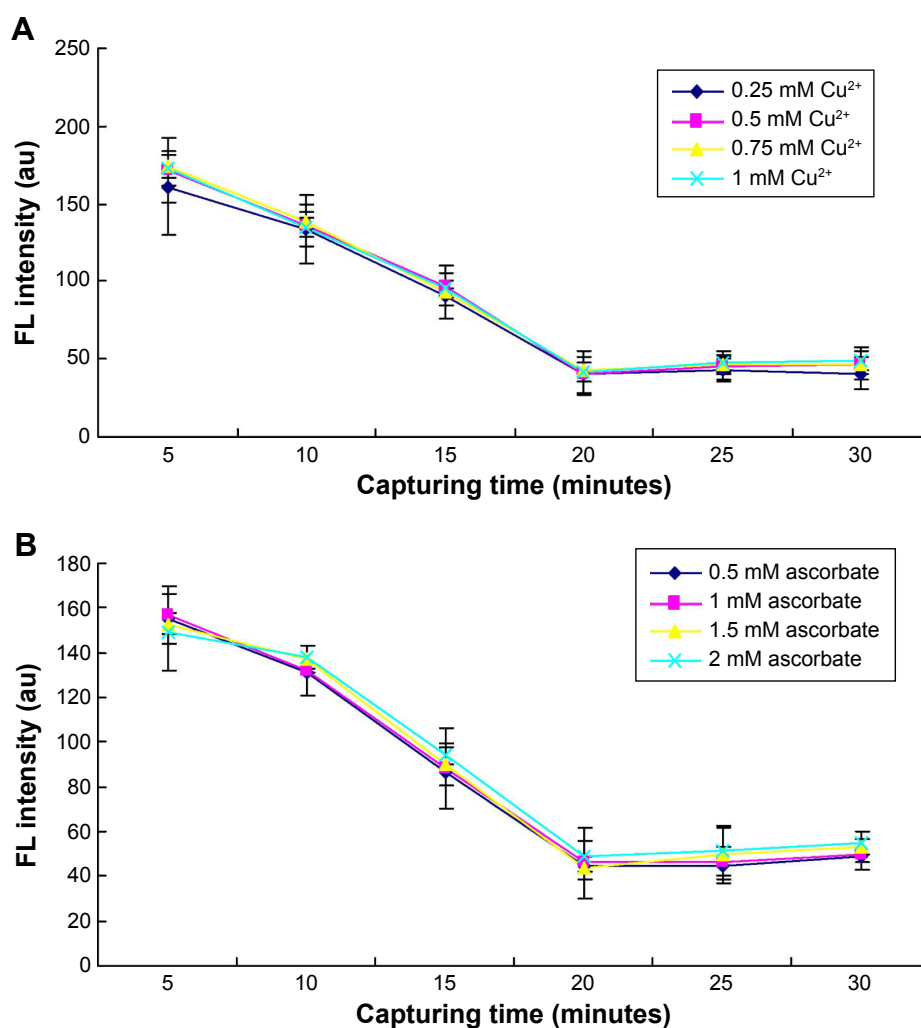 A
250
200
150
100
50
0
FL intensity (au)
0.25 mM Cu²⁺
0.5 mM Cu²⁺
0.75 mM Cu²⁺
1 mM Cu²⁺
5 10 15 20 25 30
Capturing time (minutes)
B
180
160
140
120
100
80
60
40
20
0
FL intensity (au)
0.5 mM ascorbate
1 mM ascorbate
1.5 mM ascorbate
2 mM ascorbate
5 10 15 20 25 30
Capturing time (minutes)